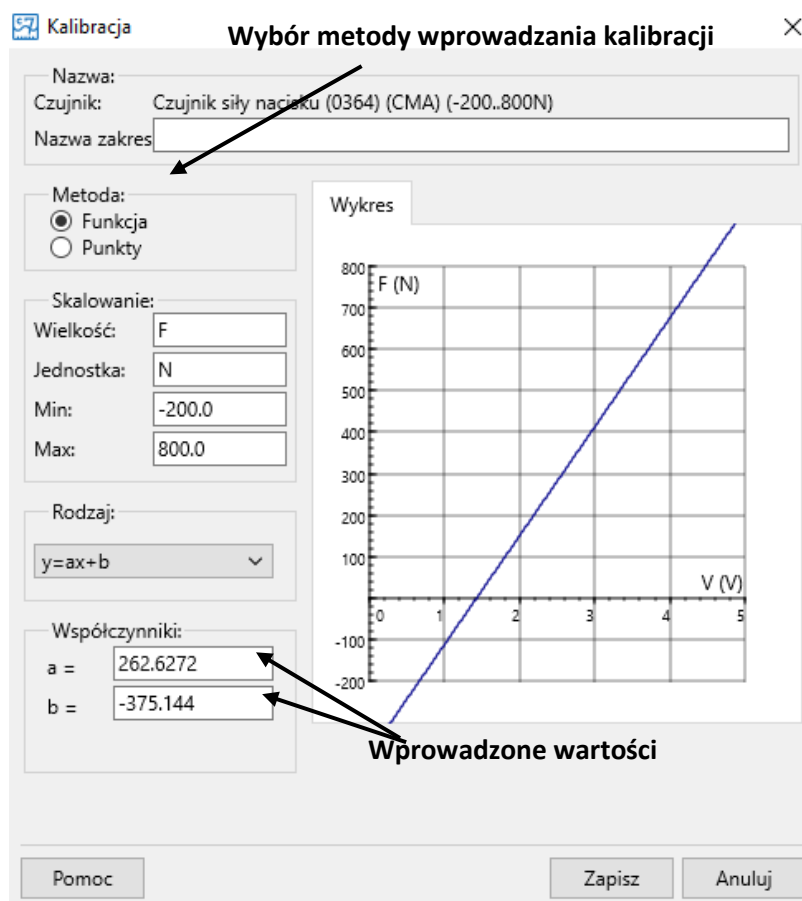 Kalibracja
Wybór metody wprowadzania kalibracji
Nazwa:
Czujnik: Czujnik siły nacisku (0364) (CMA) (-200..800N)
Nazwa zakres
Metoda:
Funkcja
Punkty
Skalowanie:
Wielkość: F
Jednostka: N
Min: -200.0
Max: 800.0
Rodzaj:
y=ax+b
Współczynniki:
a = 262.6272
b = -375.144
Wykres
F (N)
800
700
600
500
400
300
200
100
-100
-200
V (V)
0 1 2 3 4 5
Wprowadzone wartości
Pomoc
Zapisz
Anuluj